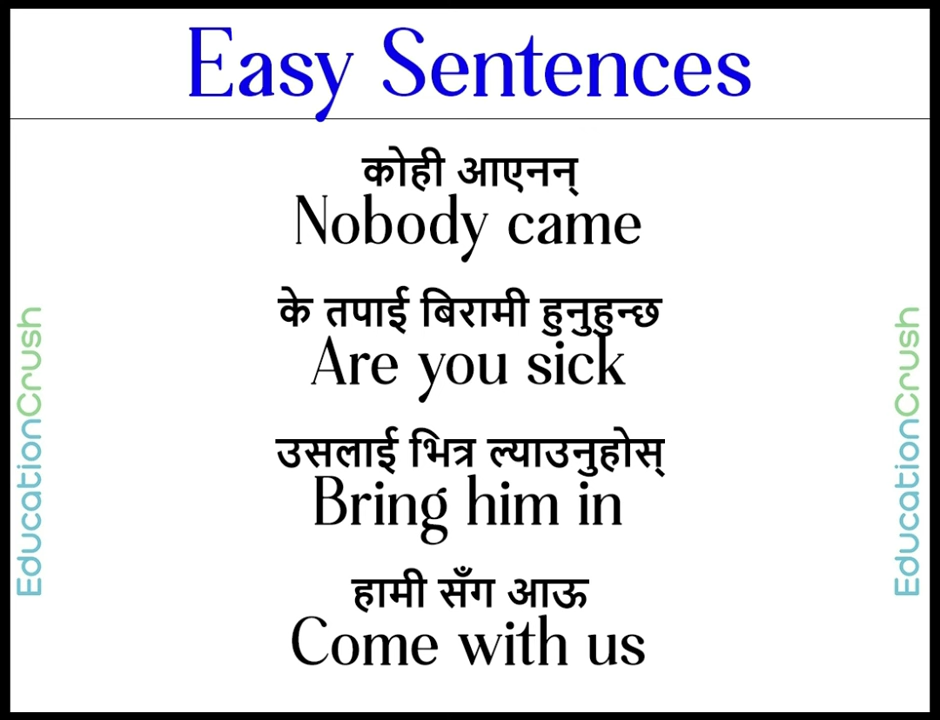 Easy Sentences
कोही आएनन्
Nobody came
के तपाई बिरामी हुनुहुन्छ
Are you sick
उसलाई भित्र ल्याउनुहोस्
Bring him in
हामी सँग आऊ
Come with us
EducationCrush
EducationCrush